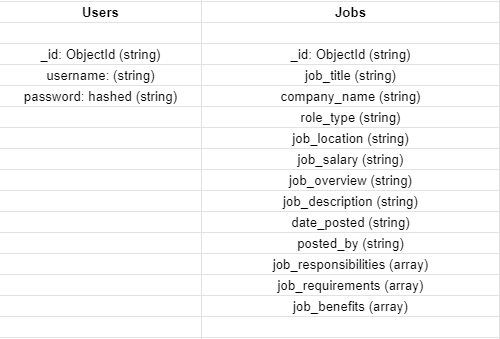 Users Jobs
_id: ObjectId (string) _id: ObjectId (string)
username: (string) job_title (string)
password: hashed (string) company_name (string)
role_type (string)
job_location (string)
job_salary (string)
job_overview (string)
job_description (string)
date_posted (string)
posted_by (string)
job_responsibilities (array)
job_requirements (array)
job_benefits (array)